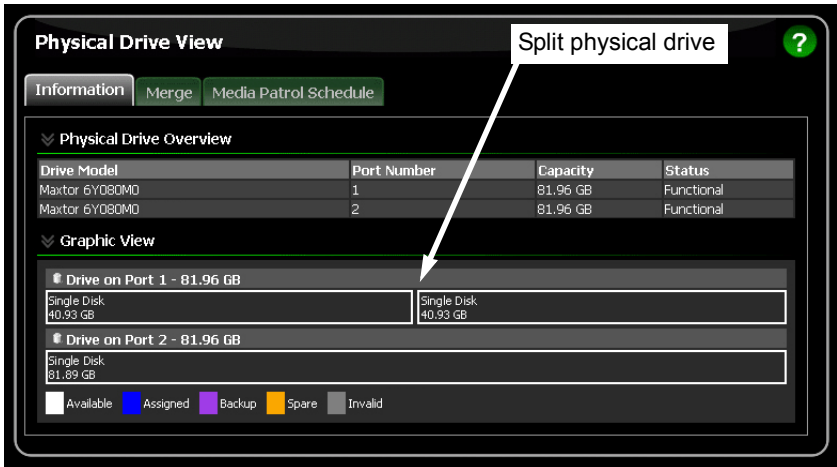 Physical Drive View
Split physical drive
?
Information Merge Media Patrol Schedule
Physical Drive Overview
Drive Model Port Number Capacity Status
Maxtor 6Y080M0 1 81.96 GB Functional
Maxtor 6Y080M0 2 81.96 GB Functional
Graphic View
Drive on Port 1 - 81.96 GB
Single Disk Single Disk
40.93 GB 40.93 GB
Drive on Port 2 - 81.96 GB
Single Disk
81.89 GB
Available Assigned Backup Spare Invalid